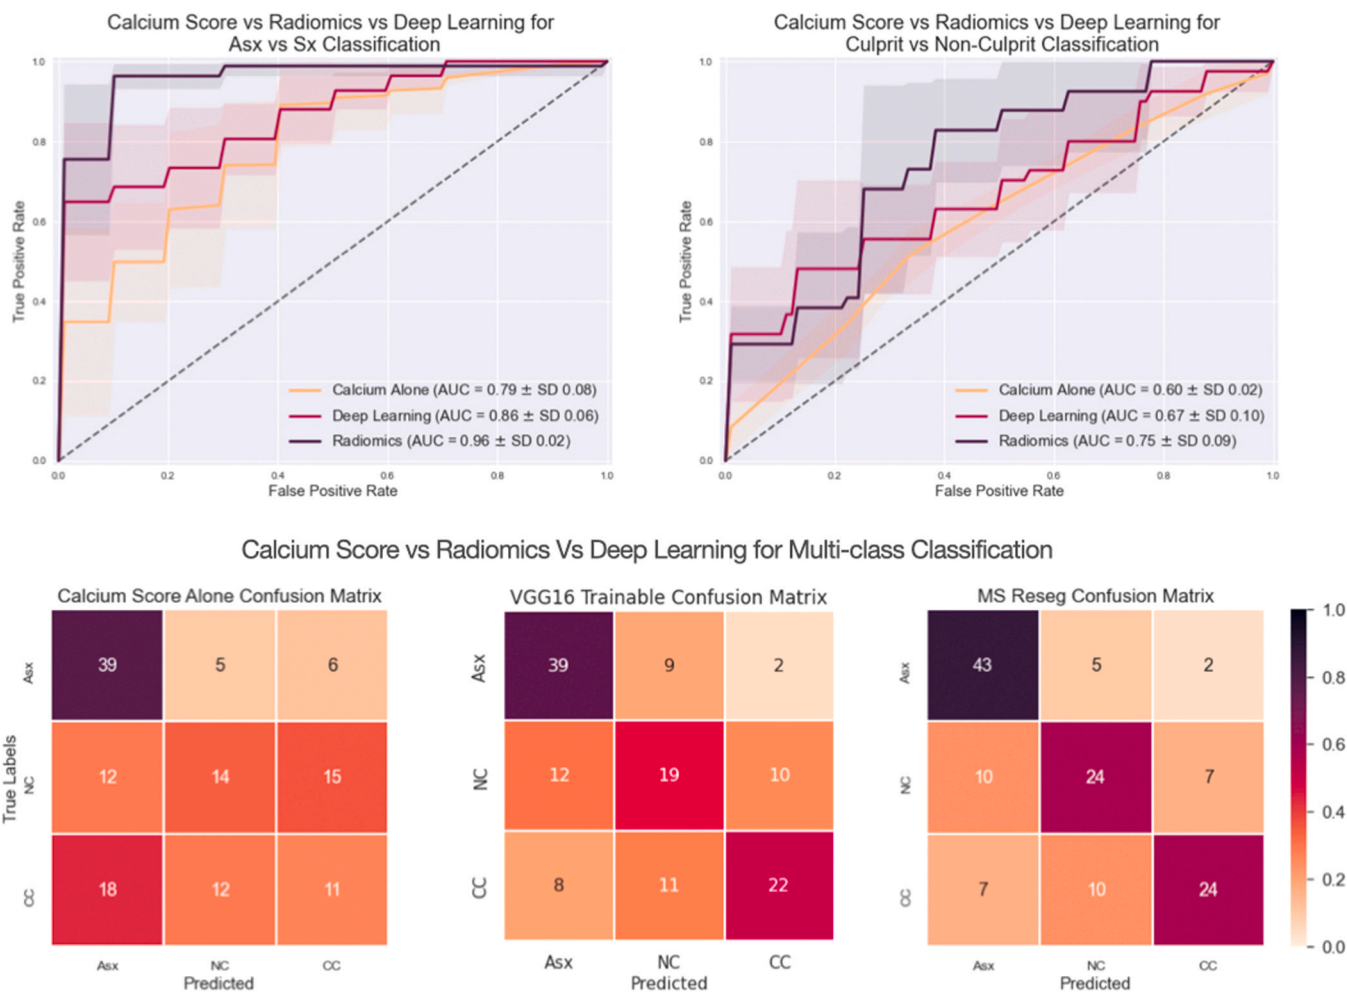 Calcium Score vs Radiomics vs Deep Learning for
Asx vs Sx Classification
1.0
0.8
0.6
0.4
0.2
0.0
True Positive Rate
Calcium Alone (AUC = 0.79 ± SD 0.08)
Deep Learning (AUC = 0.86 ± SD 0.06)
Radiomics (AUC = 0.96 ± SD 0.02)
0.0 0.2 0.4 0.6 0.8 1.0
False Positive Rate
Calcium Score vs Radiomics vs Deep Learning for
Culprit vs Non-Culprit Classification
1.0
0.8
0.6
0.4
0.2
0.0
True Positive Rate
Calcium Alone (AUC = 0.60 ± SD 0.02)
Deep Learning (AUC = 0.67 ± SD 0.10)
Radiomics (AUC = 0.75 ± SD 0.09)
0.0 0.2 0.4 0.6 0.8 1.0
False Positive Rate
Calcium Score vs Radiomics Vs Deep Learning for Multi-class Classification
Calcium Score Alone Confusion Matrix
True Labels
Asx 39 5 6
NC 12 14 15
CC 18 12 11
Asx NC CC
Predicted
VGG16 Trainable Confusion Matrix
Asx 39 9 2
NC 12 19 10
CC 8 11 22
Asx NC CC
Predicted
MS Reseg Confusion Matrix
Asx 43 5 2
NC 10 24 7
CC 7 10 24
Asx NC CC
Predicted
1.0
0.8
0.6
0.4
0.2
0.0